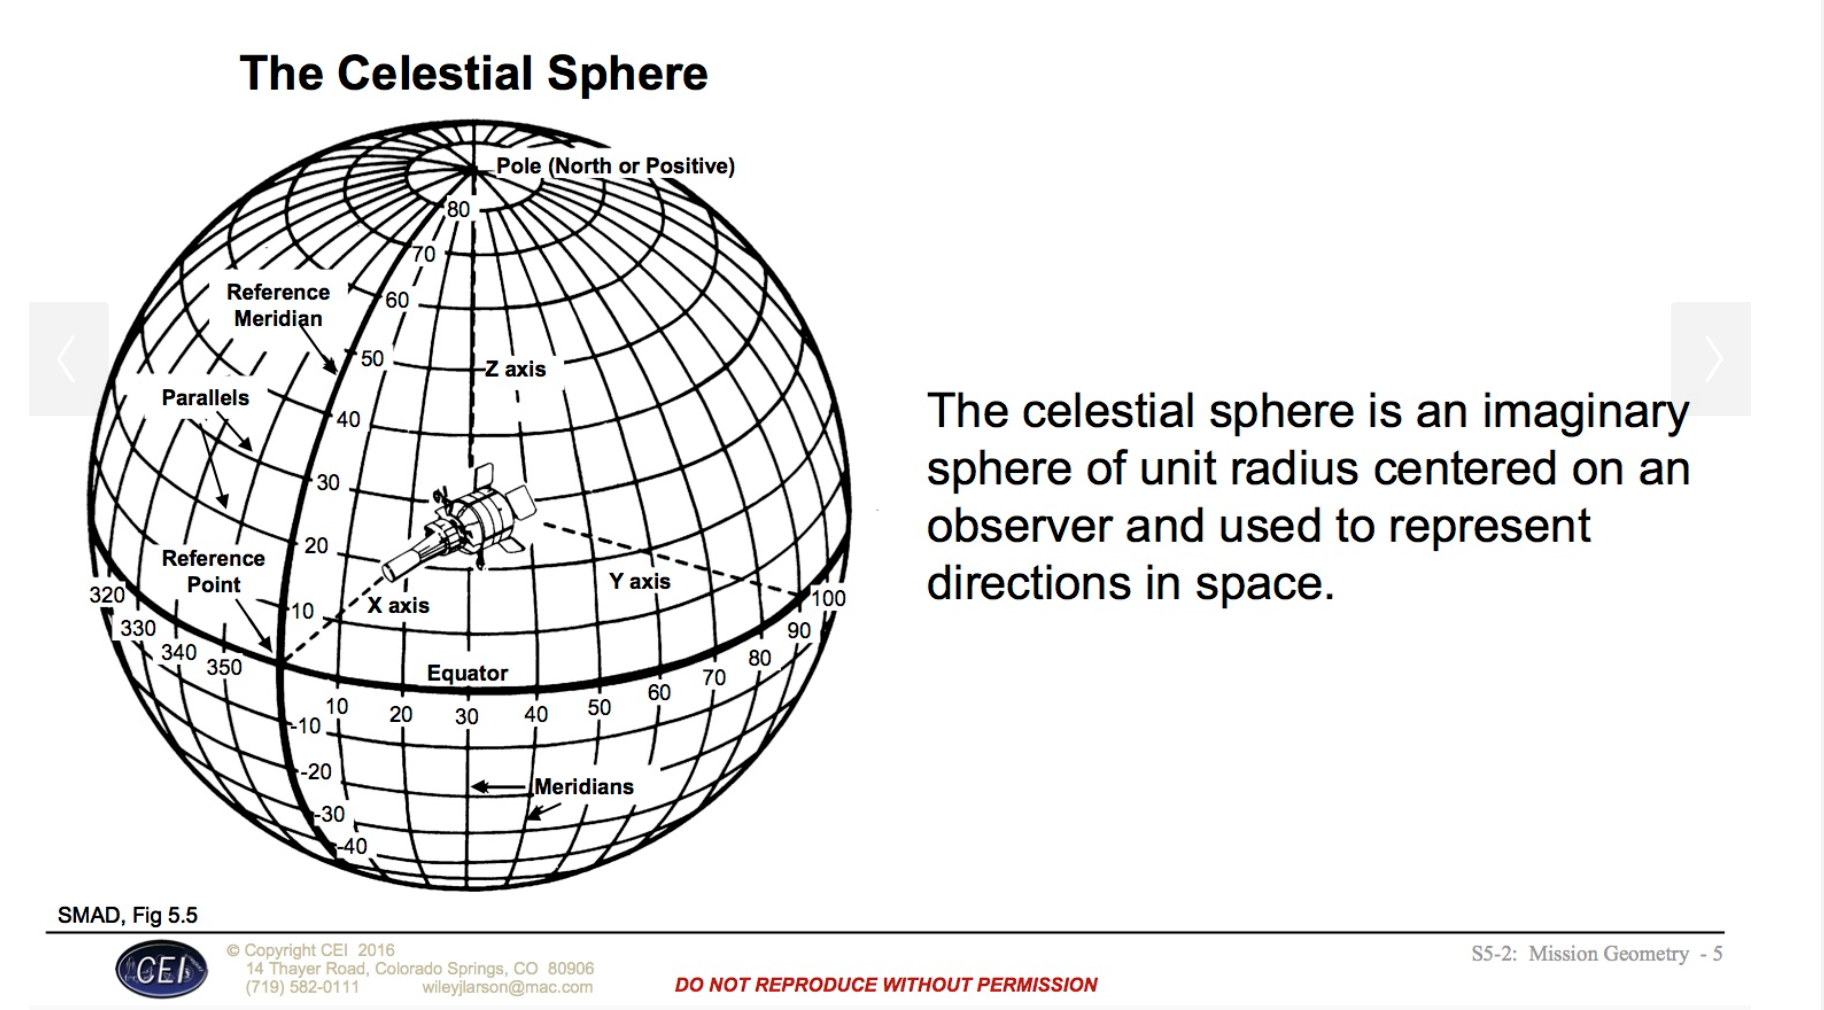 The Celestial Sphere
Pole (North or Positive)
80
70
Reference
Meridian
60
50
Z axis
Parallels
40
30
20
Reference
Point
10
X axis
Y axis
320
330
340
350
Equator
100
90
80
70
60
50
40
30
20
10
-10
-20
Meridians
-30
-40
The celestial sphere is an imaginary
sphere of unit radius centered on an
observer and used to represent
directions in space.
SMAD, Fig 5.5
CEI
© Copyright CEI 2016
14 Thayer Road, Colorado Springs, CO 80906
(719) 582-0111 wileyjlarson@mac.com
DO NOT REPRODUCE WITHOUT PERMISSION
S5-2: Mission Geometry - 5